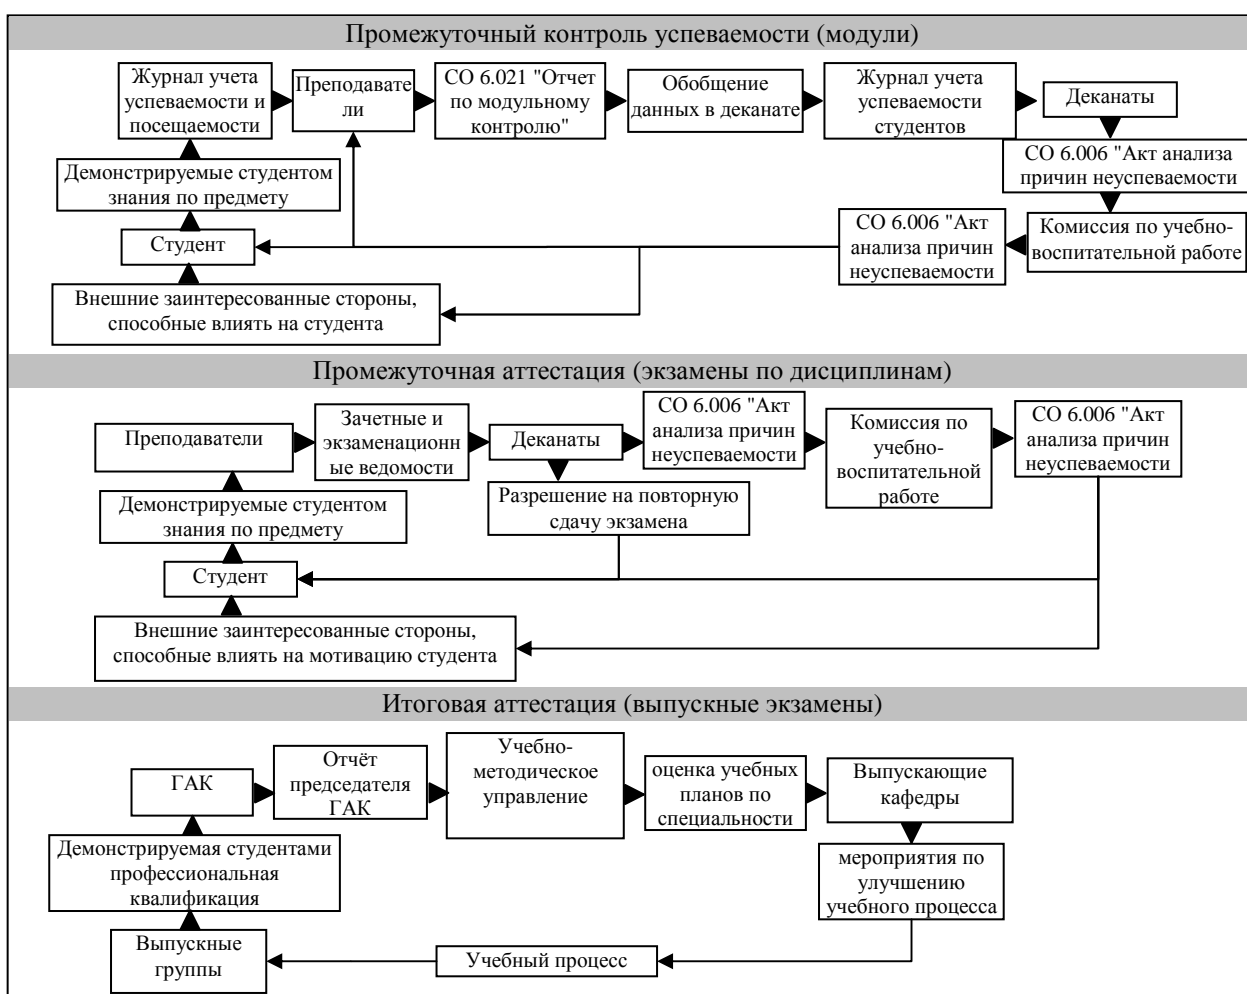 Промежуточный контроль успеваемости (модули)
Журнал учета
успеваемости и
посещаемости
Преподавате
ли
СО 6.021 "Отчет
по модульному
контролю"
Обобщение
данных в деканате
Журнал учета
успеваемости
студентов
Деканаты
СО 6.006 "Акт анализа
причин неуспеваемости
Демонстрируемые студентом
знания по предмету
Студент
СО 6.006 "Акт
анализа причин
неуспеваемости
Комиссия по учебно-
воспитательной работе
Внешние заинтересованные стороны,
способные влиять на студента
Промежуточная аттестация (экзамены по дисциплинам)
Преподаватели
Зачетные и
экзаменационн
ные ведомости
Деканаты
СО 6.006 "Акт
анализа причин
неуспеваемости
Комиссия по
учебно-
воспитательной
работе
СО 6.006 "Акт
анализа причин
неуспеваемости
Демонстрируемые студентом
знания по предмету
Разрешение на повторную
сдачу экзамена
Студент
Внешние заинтересованные стороны,
способные влиять на мотивацию студента
Итоговая аттестация (выпускные экзамены)
ГАК
Отчёт
председателя
ГАК
Учебно-
методическое
управление
оценка учебных
планов по
специальности
Выпускающие
кафедры
Демонстрируемая студентами
профессиональная
квалификация
мероприятия по
улучшению
учебного процесса
Выпускные
группы
Учебный процесс